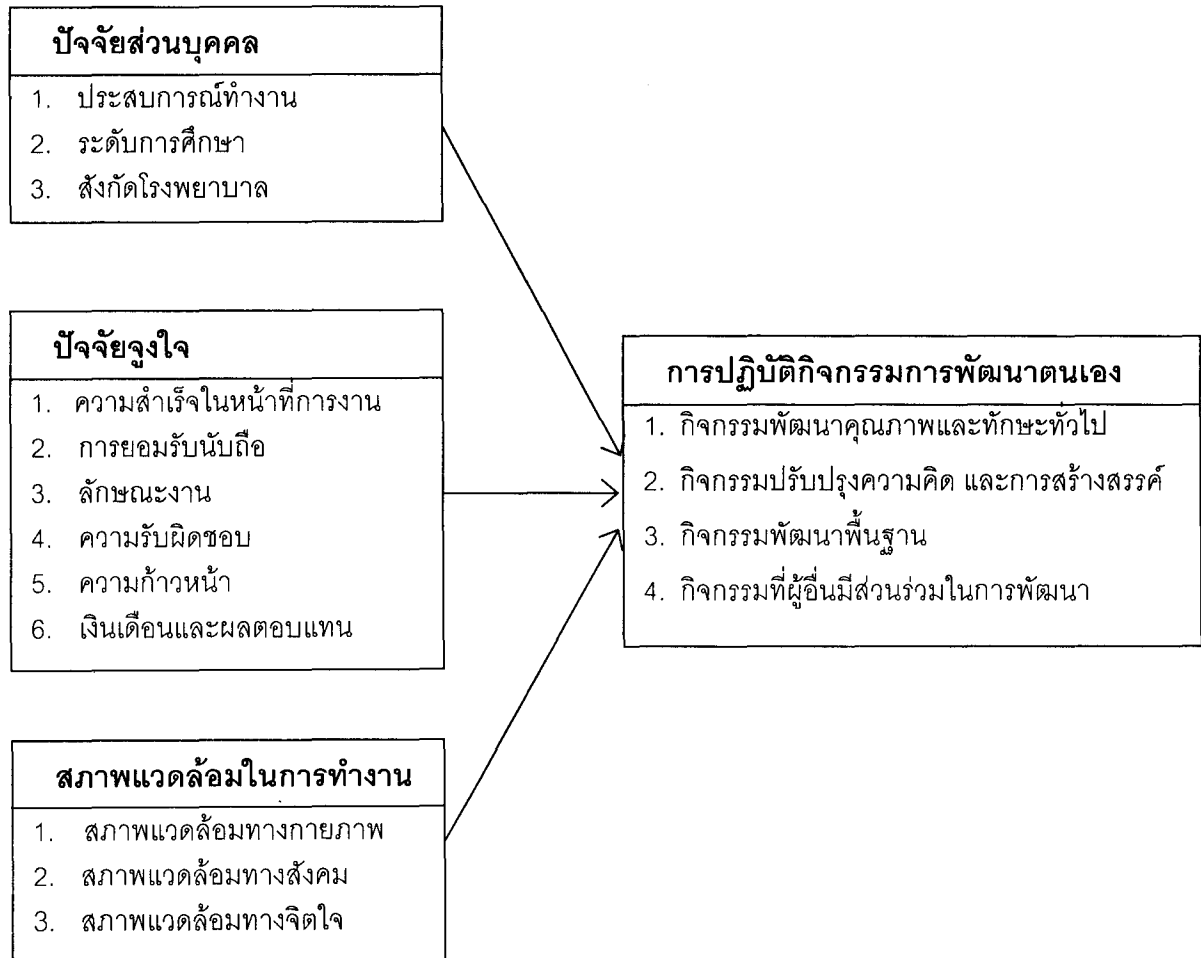 ปัจจัยส่วนบุคคล
1. ประสบการณ์ทำงาน
2. ระดับการศึกษา
3. สังกัดโรงพยาบาล
ปัจจัยจูงใจ
1. ความสำเร็จในหน้าที่การงาน
2. การยอมรับนับถือ
3. ลักษณะงาน
4. ความรับผิดชอบ
5. ความก้าวหน้า
6. เงินเดือนและผลตอบแทน
สภาพแวดล้อมในการทำงาน
1. สภาพแวดล้อมทางกายภาพ
2. สภาพแวดล้อมทางสังคม
3. สภาพแวดล้อมทางจิตใจ
การปฏิบัติกิจกรรมการพัฒนาตนเอง
1. กิจกรรมพัฒนาคุณภาพและทักษะทั่วไป
2. กิจกรรมปรับปรุงความคิด และการสร้างสรรค์
3. กิจกรรมพัฒนาพื้นฐาน
4. กิจกรรมที่ผู้อื่นมีส่วนร่วมในการพัฒนา